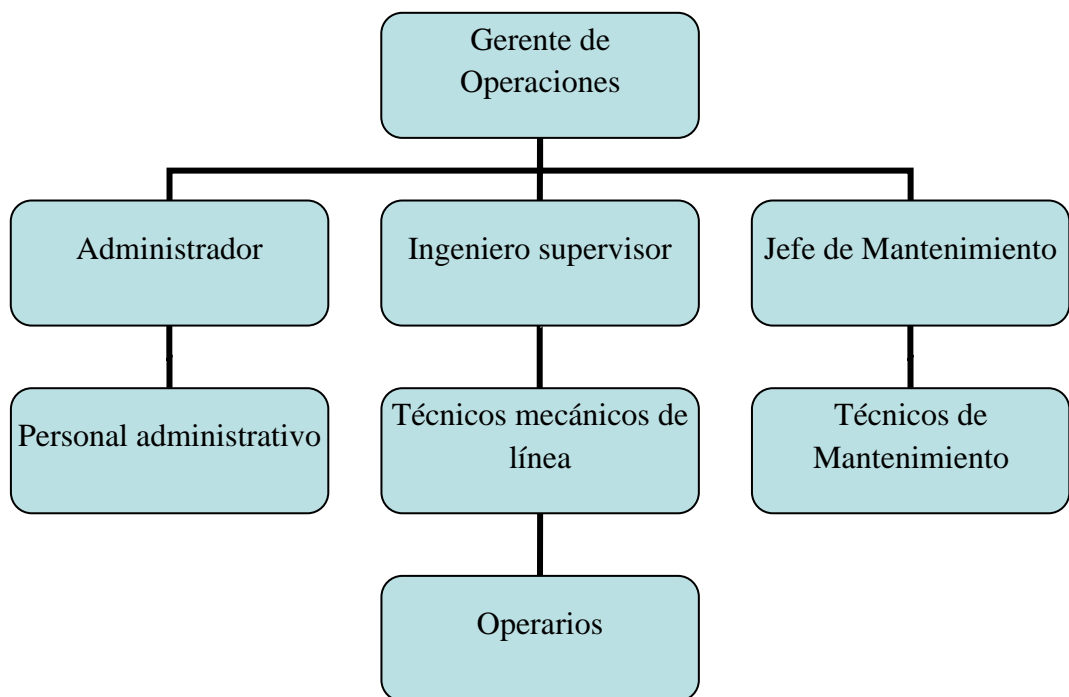 Gerente de
Operaciones
Administrador
Ingeniero supervisor
Jefe de Mantenimiento
Personal administrativo
Técnicos mecánicos de
línea
Técnicos de
Mantenimiento
Operarios